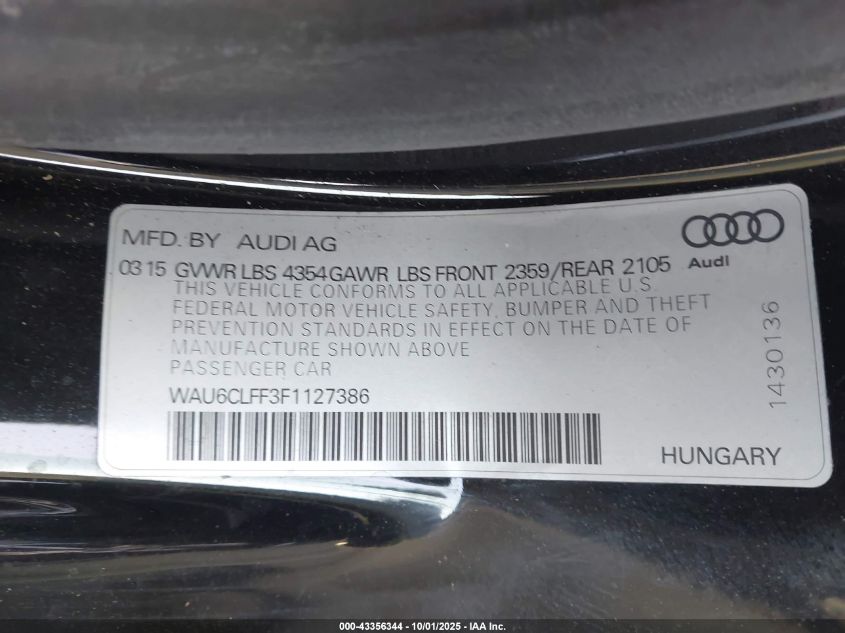 MFD. BY AUDI AG
03 15 GVWR LBS 4354 GAWR LBS FRONT 2359/REAR 2105
Audi
THIS VEHICLE CONFORMS TO ALL APPLICABLE U.S.
FEDERAL MOTOR VEHICLE SAFETY, BUMPER AND THEFT
PREVENTION STANDARDS IN EFFECT ON THE DATE OF
MANUFACTURE SHOWN ABOVE
PASSENGER CAR
WAU6CLFF3F1127386
1430136
HUNGARY
000-43356344 - 10/01/2025 - IAA Inc.